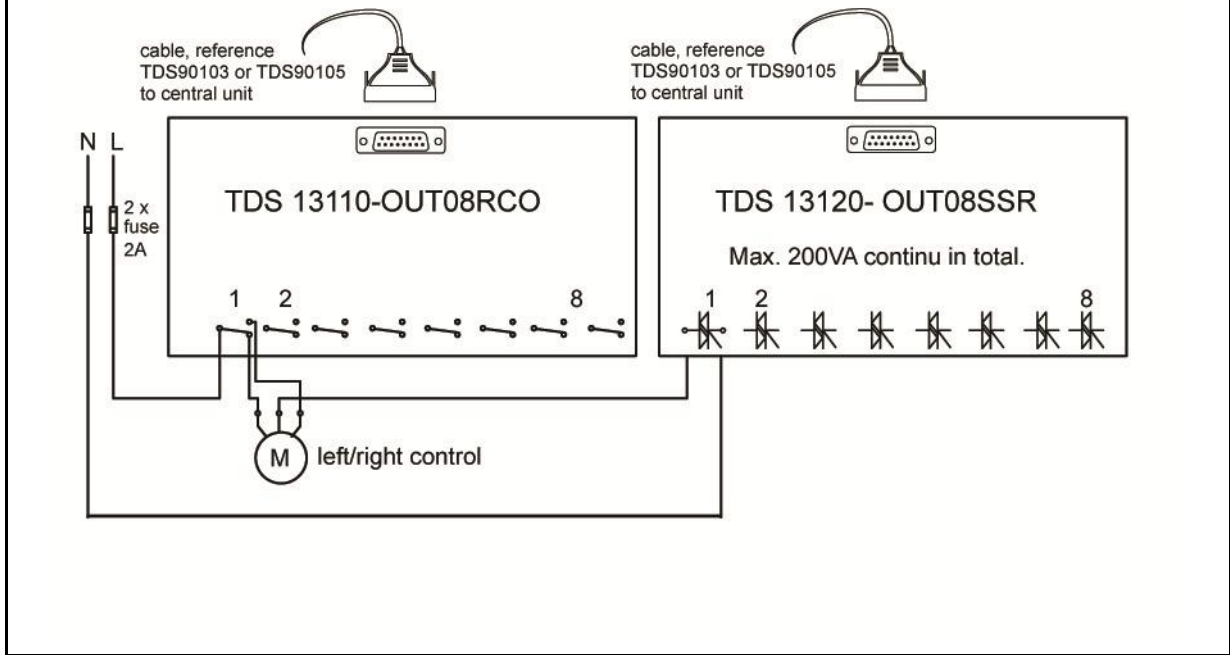 cable, reference
TDS90103 or TDS90105
to central unit
cable, reference
TDS90103 or TDS90105
to central unit
N L
2 x
fuse
2A
TDS 13110-OUT08RCO
1 2 8
TDS 13120- OUT08SSR
Max. 200VA continu in total.
1 2 8
M left/right control